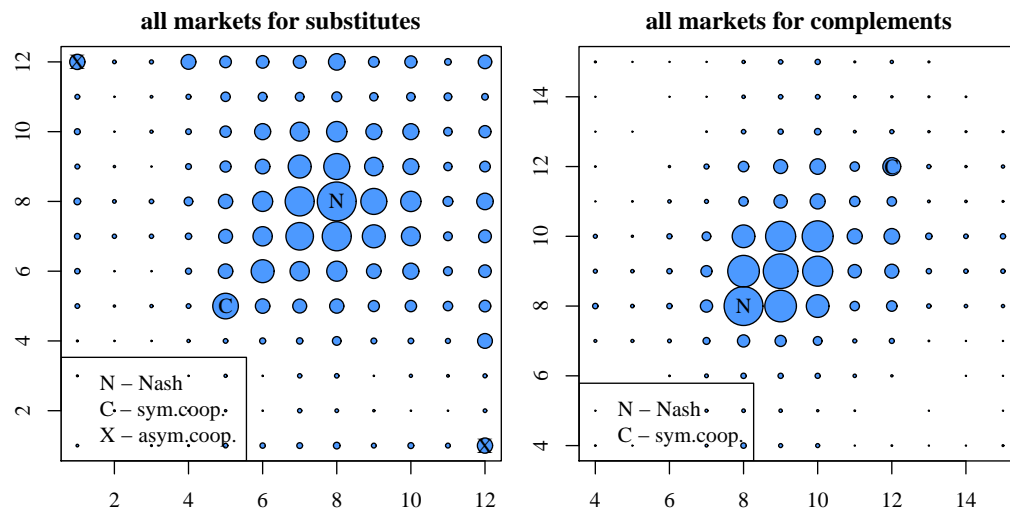 all markets for substitutes
12
10
8
6
4
2
X
N
C
X
N – Nash
C – sym.coop.
X – asym.coop.
2 4 6 8 10 12
all markets for complements
14
12
10
8
6
4
C
N
N – Nash
C – sym.coop.
4 6 8 10 12 14